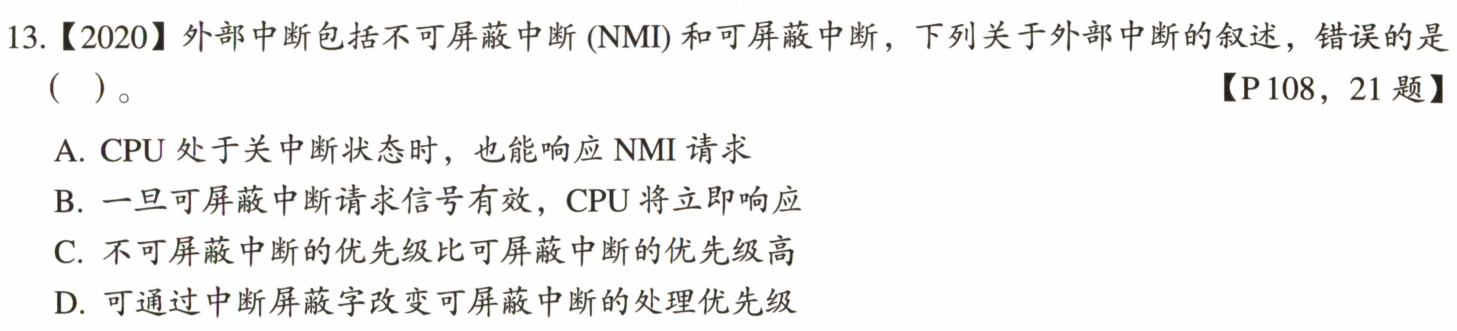 13.【2020】外部中断包括不可屏蔽中断 (NMI) 和可屏蔽中断，下列关于外部中断的叙述，错误的是
( )。 【P 108，21 题】
A. CPU 处于关中断状态时，也能响应 NMI 请求
B. 一旦可屏蔽中断请求信号有效，CPU 将立即响应
C. 不可屏蔽中断的优先级比可屏蔽中断的优先级高
D. 可通过中断屏蔽字改变可屏蔽中断的处理优先级